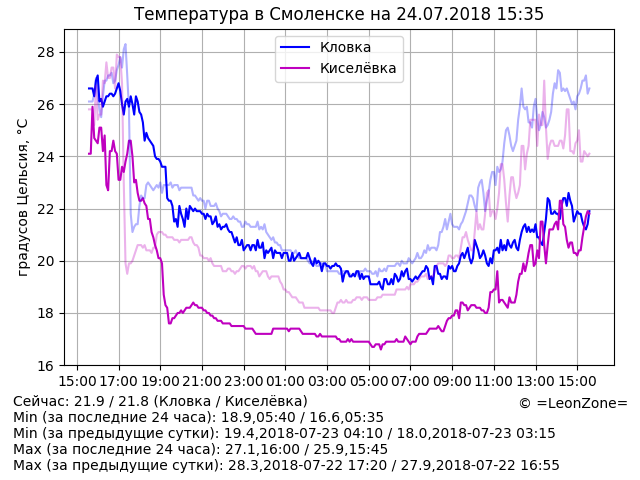 Температура в Смоленске на 24.07.2018 15:35
Кловка
Киселёвка
градусов Цельсия, °C
28
26
24
22
20
18
16
15:00 17:00 19:00 21:00 23:00 01:00 03:00 05:00 07:00 09:00 11:00 13:00 15:00
Сейчас: 21.9 / 21.8 (Кловка / Киселёвка)
© =LeonZone=
Min (за последние 24 часа): 18.9,05:40 / 16.6,05:35
Min (за предыдущие сутки): 19.4,2018-07-23 04:10 / 18.0,2018-07-23 03:15
Max (за последние 24 часа): 27.1,16:00 / 25.9,15:45
Max (за предыдущие сутки): 28.3,2018-07-22 17:20 / 27.9,2018-07-22 16:55